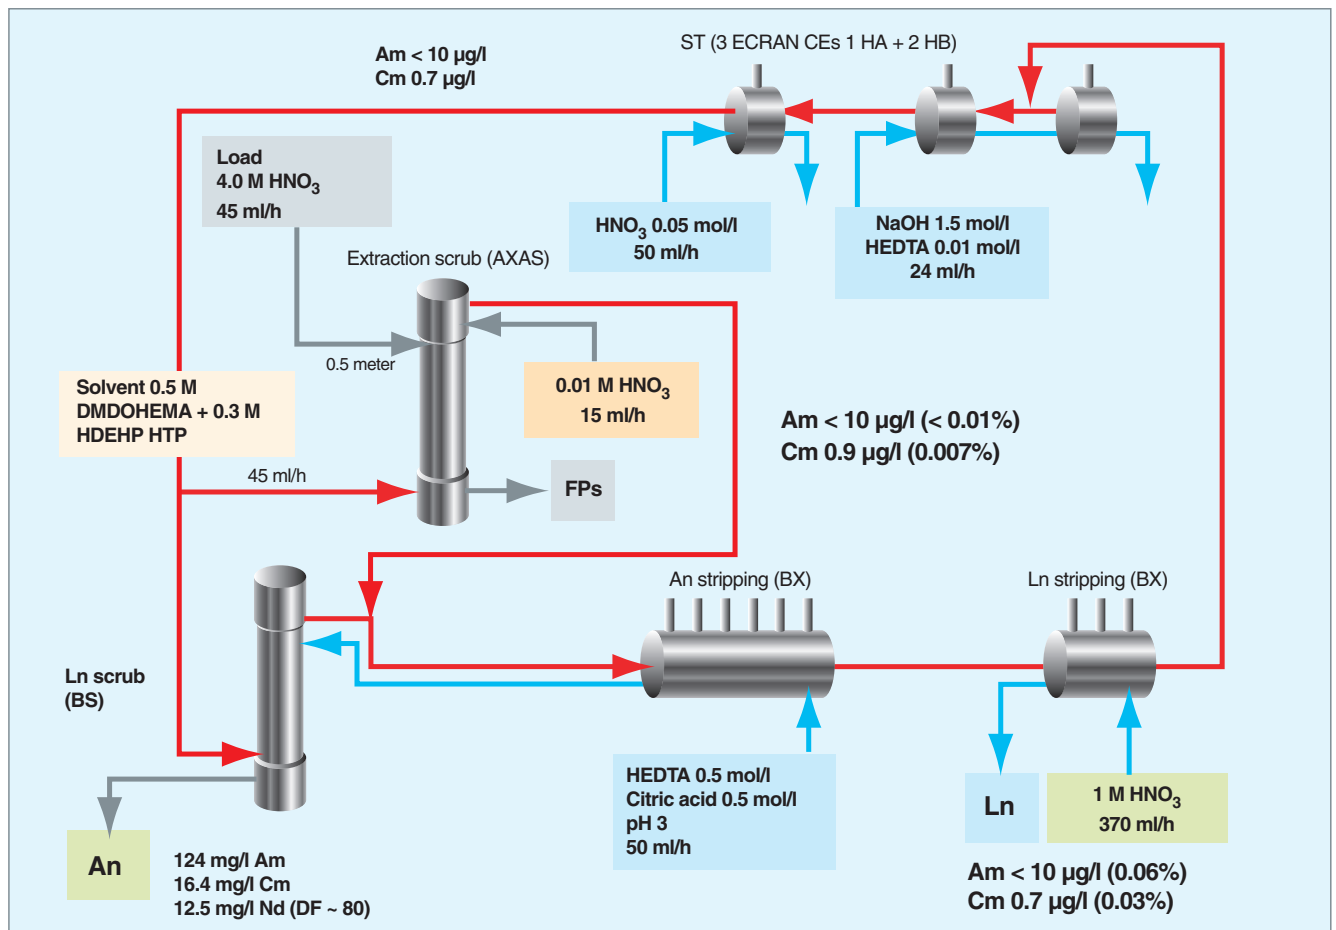 ST (3 ECRAN CEs 1 HA + 2 HB)
Am < 10 µg/l
Cm 0.7 µg/l
Load
4.0 M HNO3
45 ml/h
HNO3 0.05 mol/l
50 ml/h
NaOH 1.5 mol/l
HEDTA 0.01 mol/l
24 ml/h
Extraction scrub (AXAS)
0.5 meter
Solvent 0.5 M
DMDOHEMA + 0.3 M
HDEHP HTP
0.01 M HNO3
15 ml/h
Am < 10 µg/l (< 0.01%)
Cm 0.9 µg/l (0.007%)
45 ml/h
FPs
An stripping (BX)
Ln stripping (BX)
Ln scrub
(BS)
HEDTA 0.5 mol/l
Citric acid 0.5 mol/l
pH 3
50 ml/h
Ln
1 M HNO3
370 ml/h
An
124 mg/l Am
16.4 mg/l Cm
12.5 mg/l Nd (DF ~ 80)
Am < 10 µg/l (0.06%)
Cm 0.7 µg/l (0.03%)